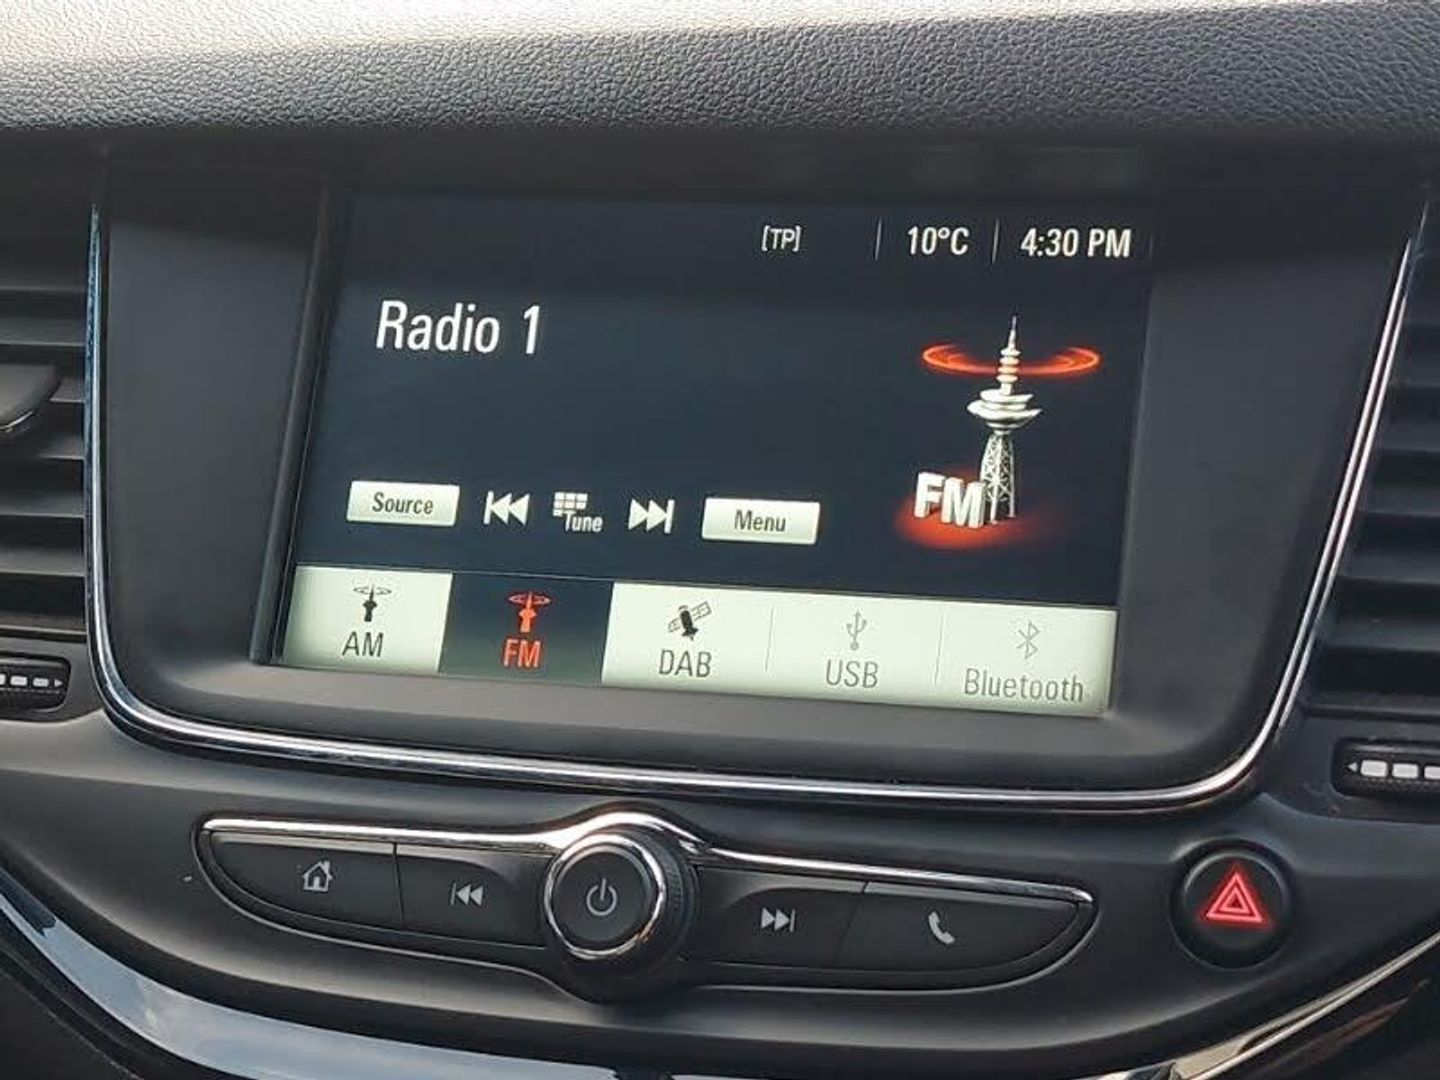 [TP] 10°C 4:30 PM
Radio 1
FM
Source Tune Menu
AM FM DAB USB Bluetooth